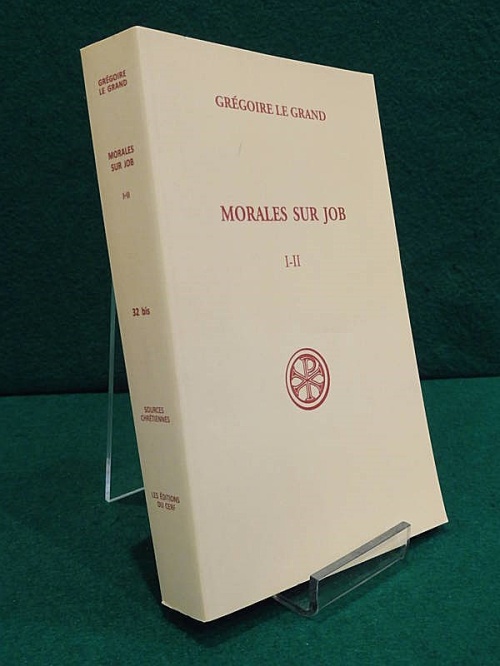 GRÉGOIRE
LE GRAND
MORALES
SUR JOB
I-II
32 bis
SOURCES
CHRÉTIENNES
LES ÉDITIONS
DU CERF
GRÉGOIRE LE GRAND
MORALES SUR JOB
I-II